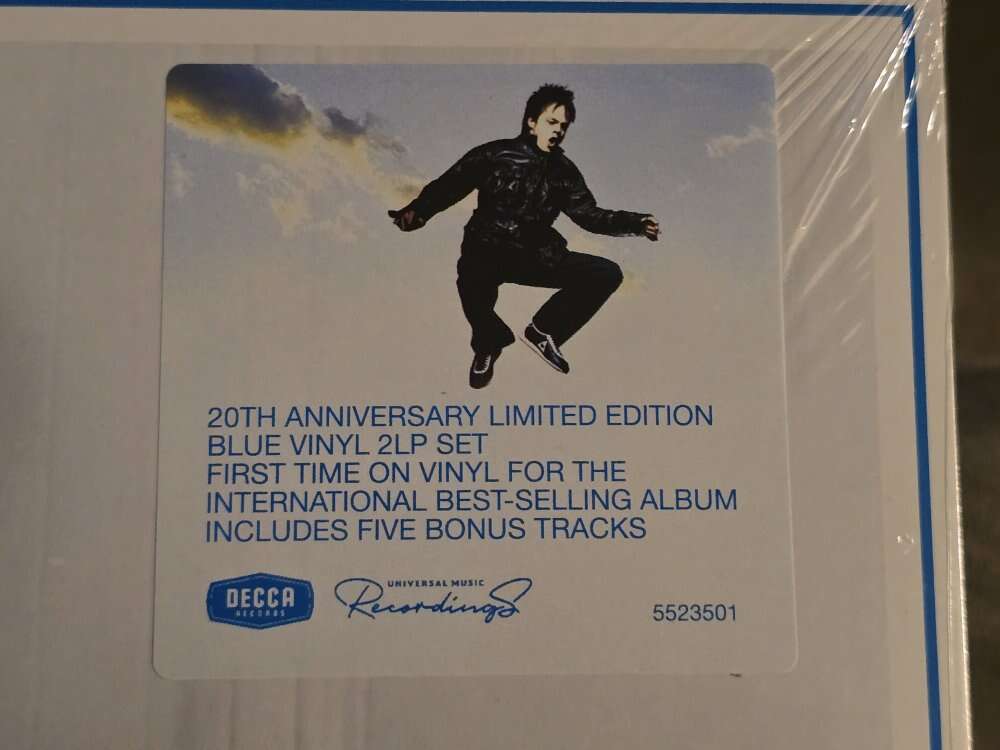 20TH ANNIVERSARY LIMITED EDITION
BLUE VINYL 2LP SET
FIRST TIME ON VINYL FOR THE
INTERNATIONAL BEST-SELLING ALBUM
INCLUDES FIVE BONUS TRACKS
DECCA
RECORDS
UNIVERSAL MUSIC
Recordings
5523501